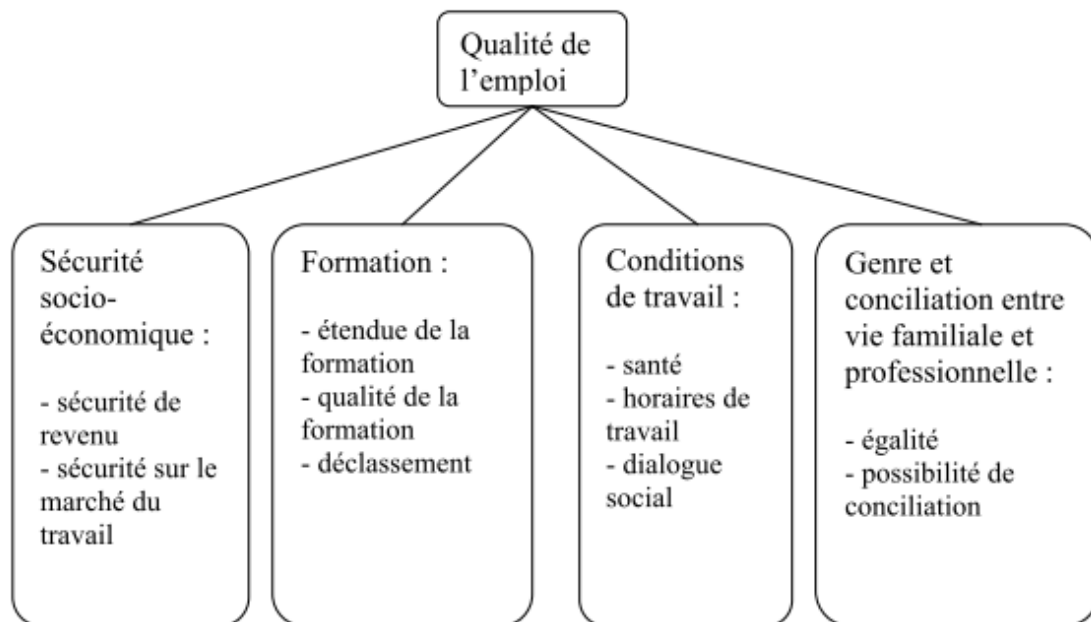 Qualité de
l’emploi
Sécurité
socio-
économique :
- sécurité de
revenu
- sécurité sur le
marché du
travail
Formation :
- étendue de la
formation
- qualité de la
formation
- déclassement
Conditions
de travail :
- santé
- horaires de
travail
- dialogue
social
Genre et
conciliation entre
vie familiale et
professionnelle :
- égalité
- possibilité de
conciliation